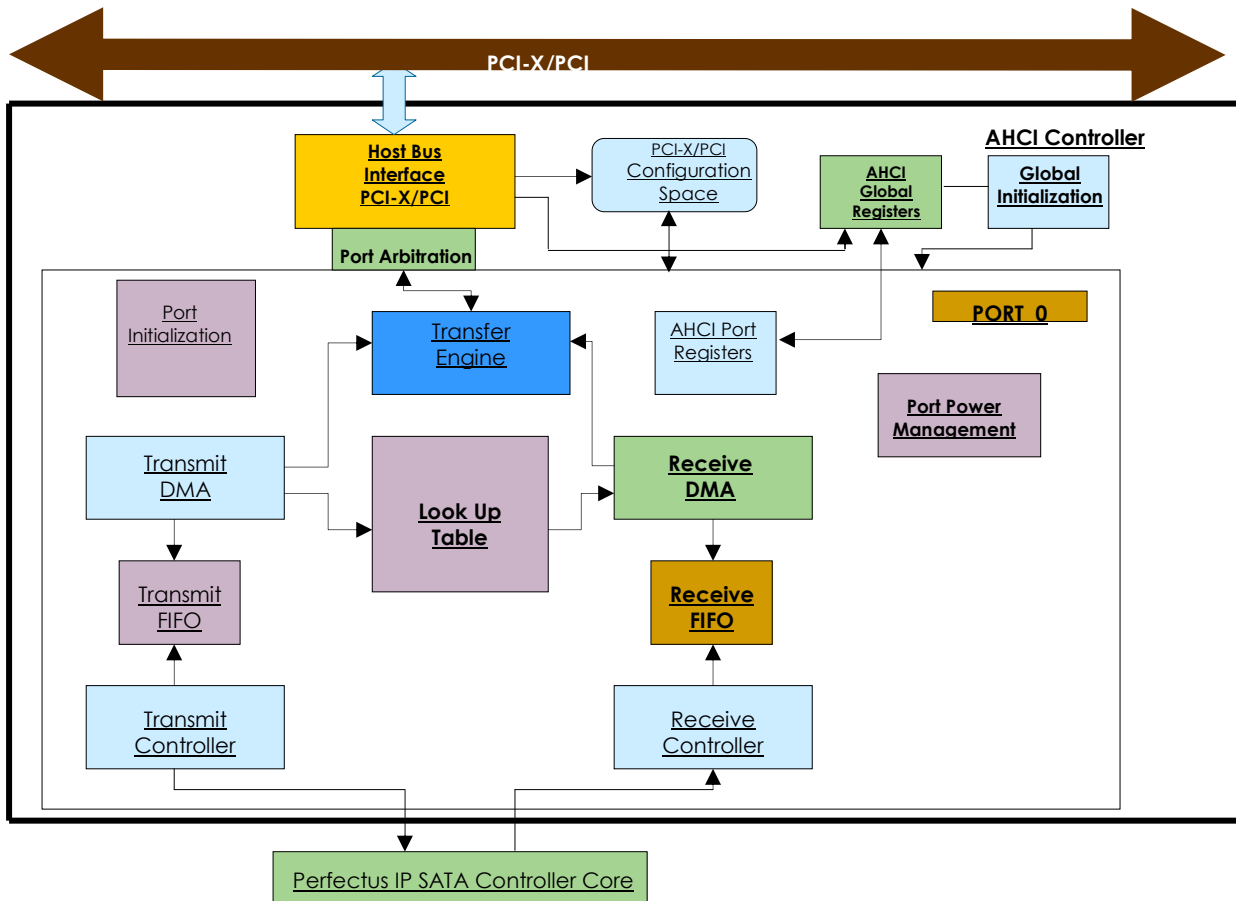 PCI-X/PCI
AHCI Controller
Host Bus
Interface
PCI-X/PCI
PCI-X/PCI
Configuration
Space
AHCI
Global
Registers
Global
Initialization
Port Arbitration
Port
Initialization
Transfer
Engine
AHCI Port
Registers
PORT 0
Port Power
Management
Transmit
DMA
Look Up
Table
Receive
DMA
Transmit
FIFO
Receive
FIFO
Transmit
Controller
Receive
Controller
Perfectus IP SATA Controller Core